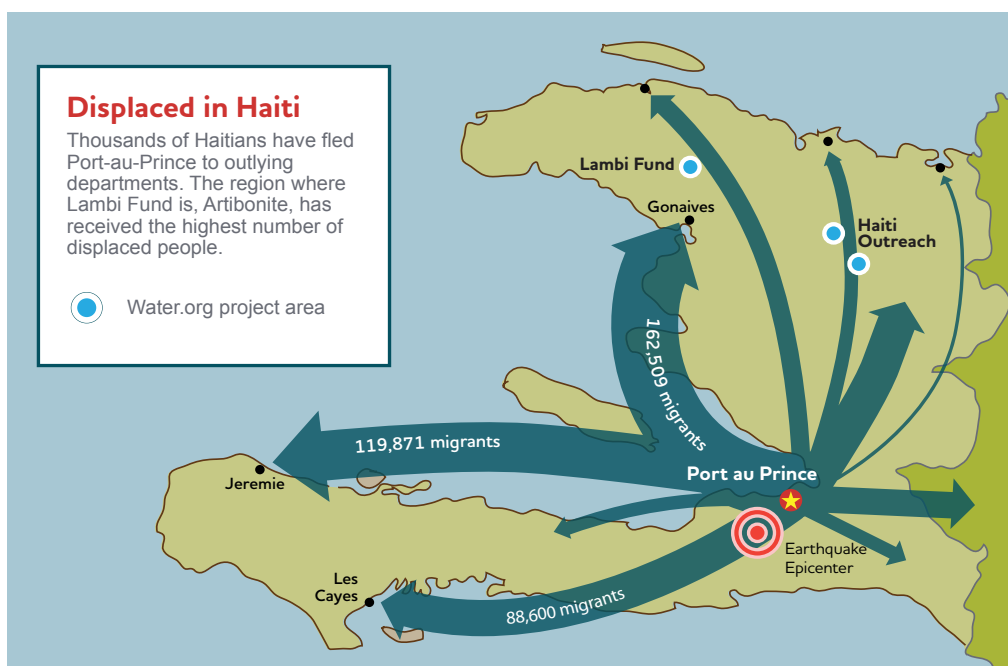 Displaced in Haiti
Thousands of Haitians have fled
Port-au-Prince to outlying
departments. The region where
Lambi Fund is, Artibonite, has
received the highest number of
displaced people.
Water.org project area
Lambi Fund
Gonaives
Haiti
Outreach
162,509 migrants
119,871 migrants
Jeremie
Port au Prince
Earthquake
Epicenter
Les
Cayes
88,600 migrants